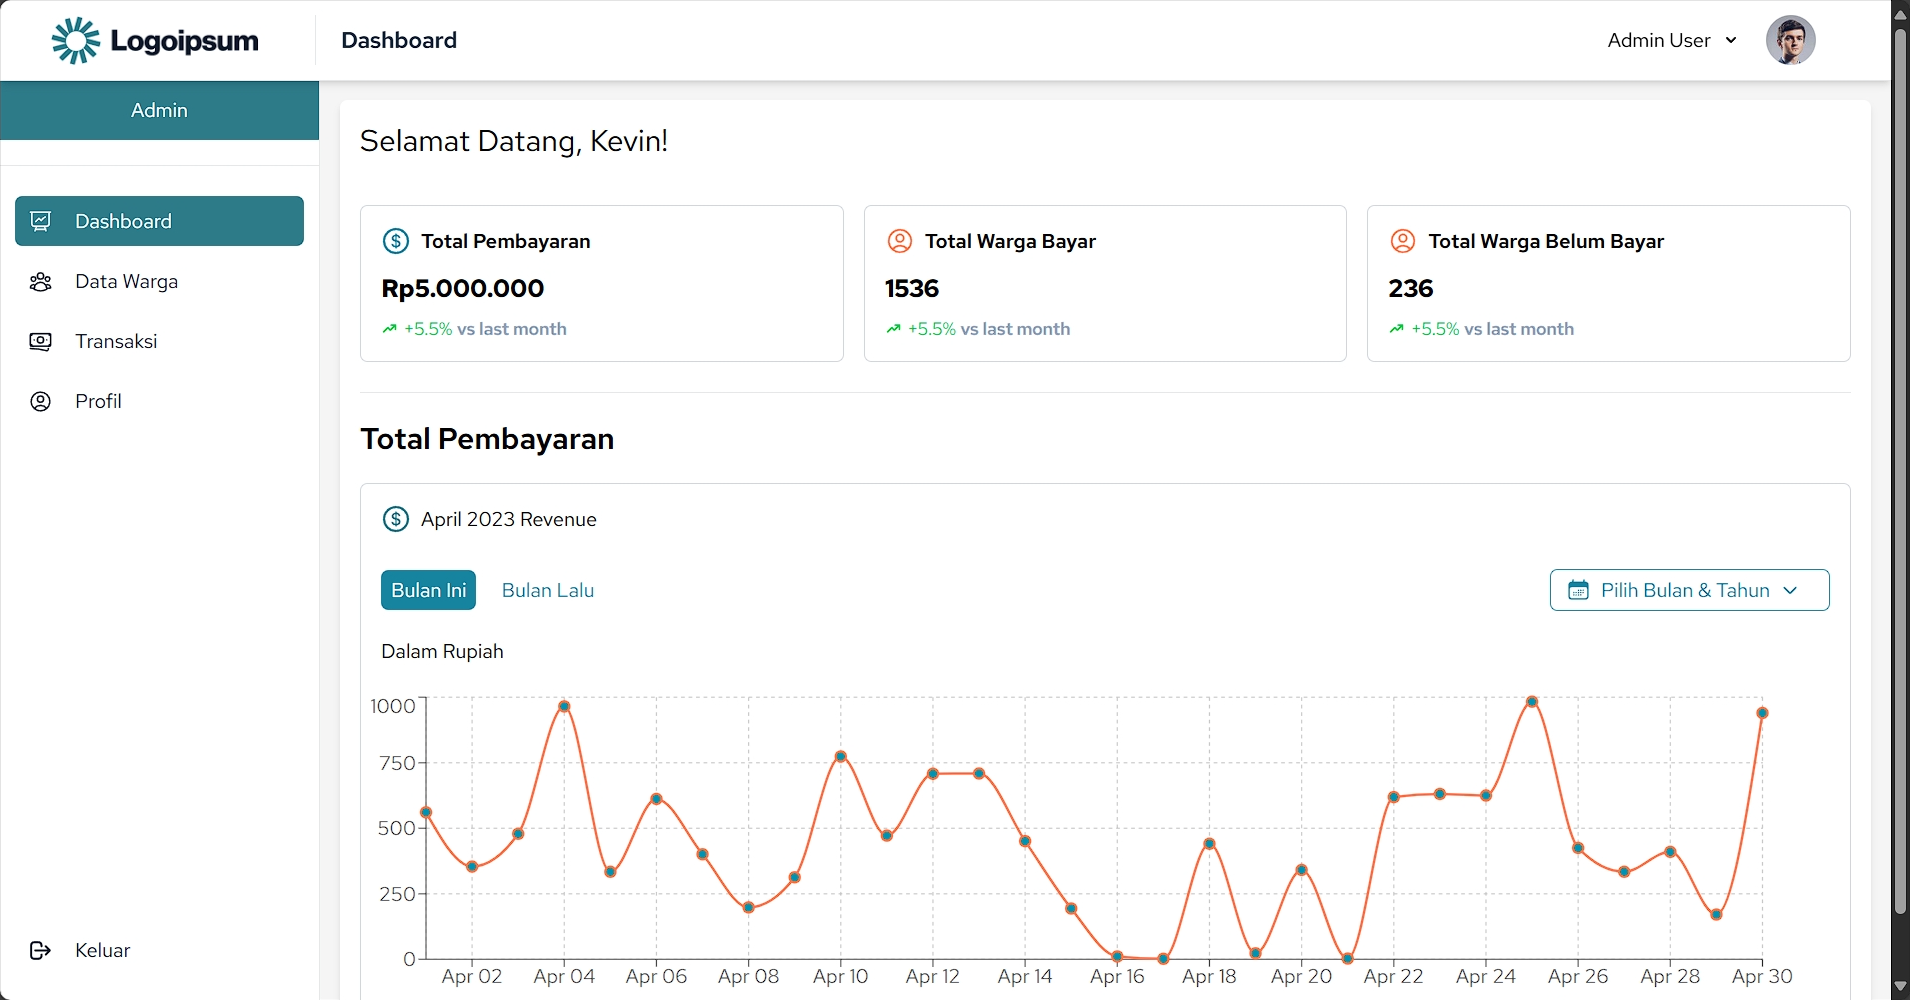 Logoipsum
Dashboard
Admin User
Admin
Dashboard
Data Warga
Transaksi
Profil
Keluar
Selamat Datang, Kevin!
Total Pembayaran
Rp5.000.000
+5.5% vs last month
Total Warga Bayar
1536
+5.5% vs last month
Total Warga Belum Bayar
236
+5.5% vs last month
Total Pembayaran
April 2023 Revenue
Bulan Ini
Bulan Lalu
Pilih Bulan & Tahun
Dalam Rupiah
1000
750
500
250
0
Apr 02 Apr 04 Apr 06 Apr 08 Apr 10 Apr 12 Apr 14 Apr 16 Apr 18 Apr 20 Apr 22 Apr 24 Apr 26 Apr 28 Apr 30